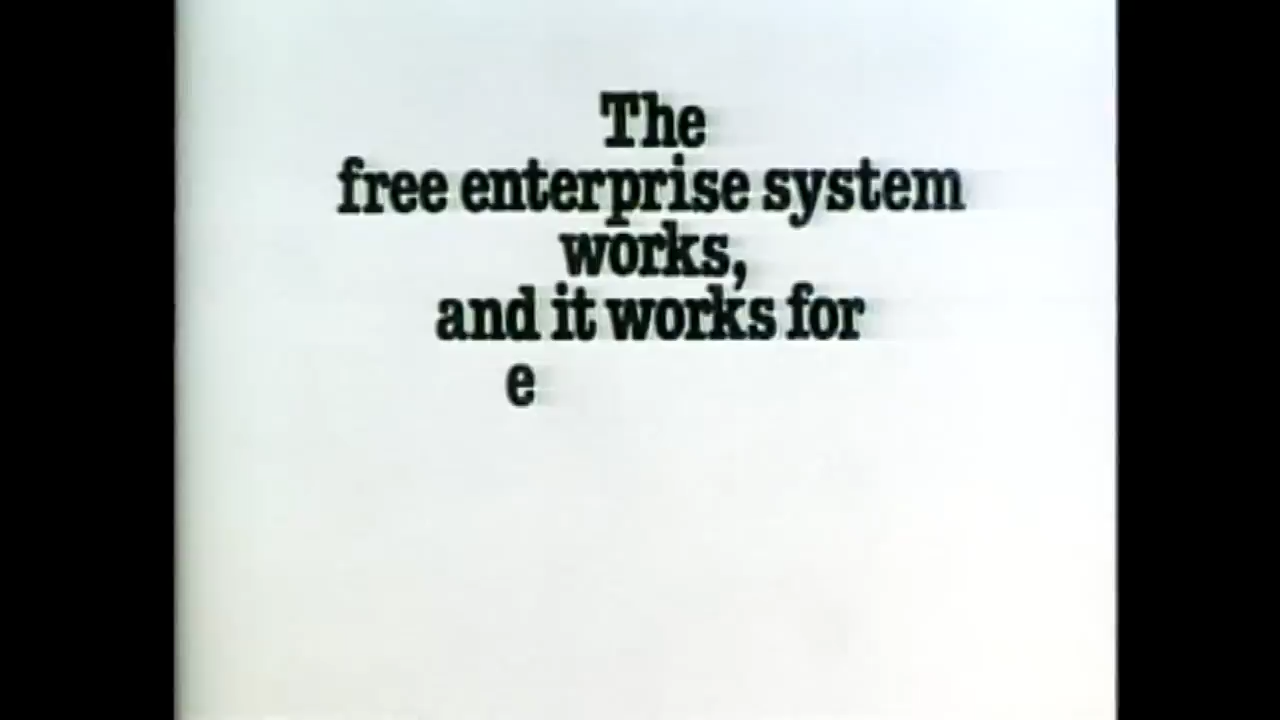 The
free enterprise system
works,
and it works for
e